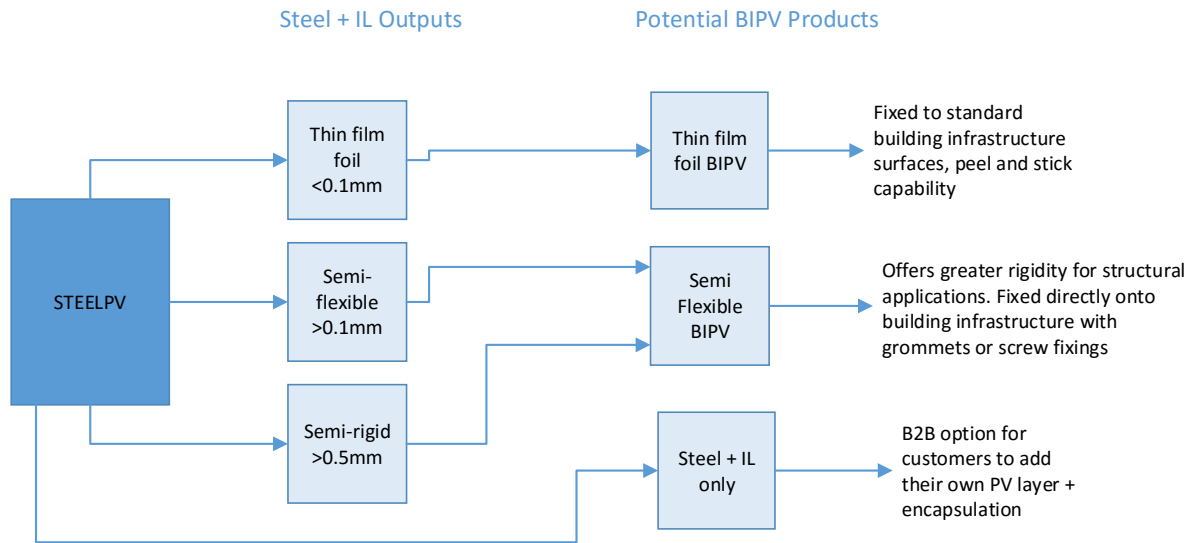 Steel + IL Outputs
Potential BIPV Products
STEELPV
Thin film
foil
<0.1mm
Thin film
foil BIPV
Fixed to standard
building infrastructure
surfaces, peel and stick
capability
Semi-
flexible
>0.1mm
Semi
Flexible
BIPV
Offers greater rigidity for structural
applications. Fixed directly onto
building infrastructure with
grommets or screw fixings
Semi-rigid
>0.5mm
Steel + IL
only
B2B option for
customers to add
their own PV layer +
encapsulation